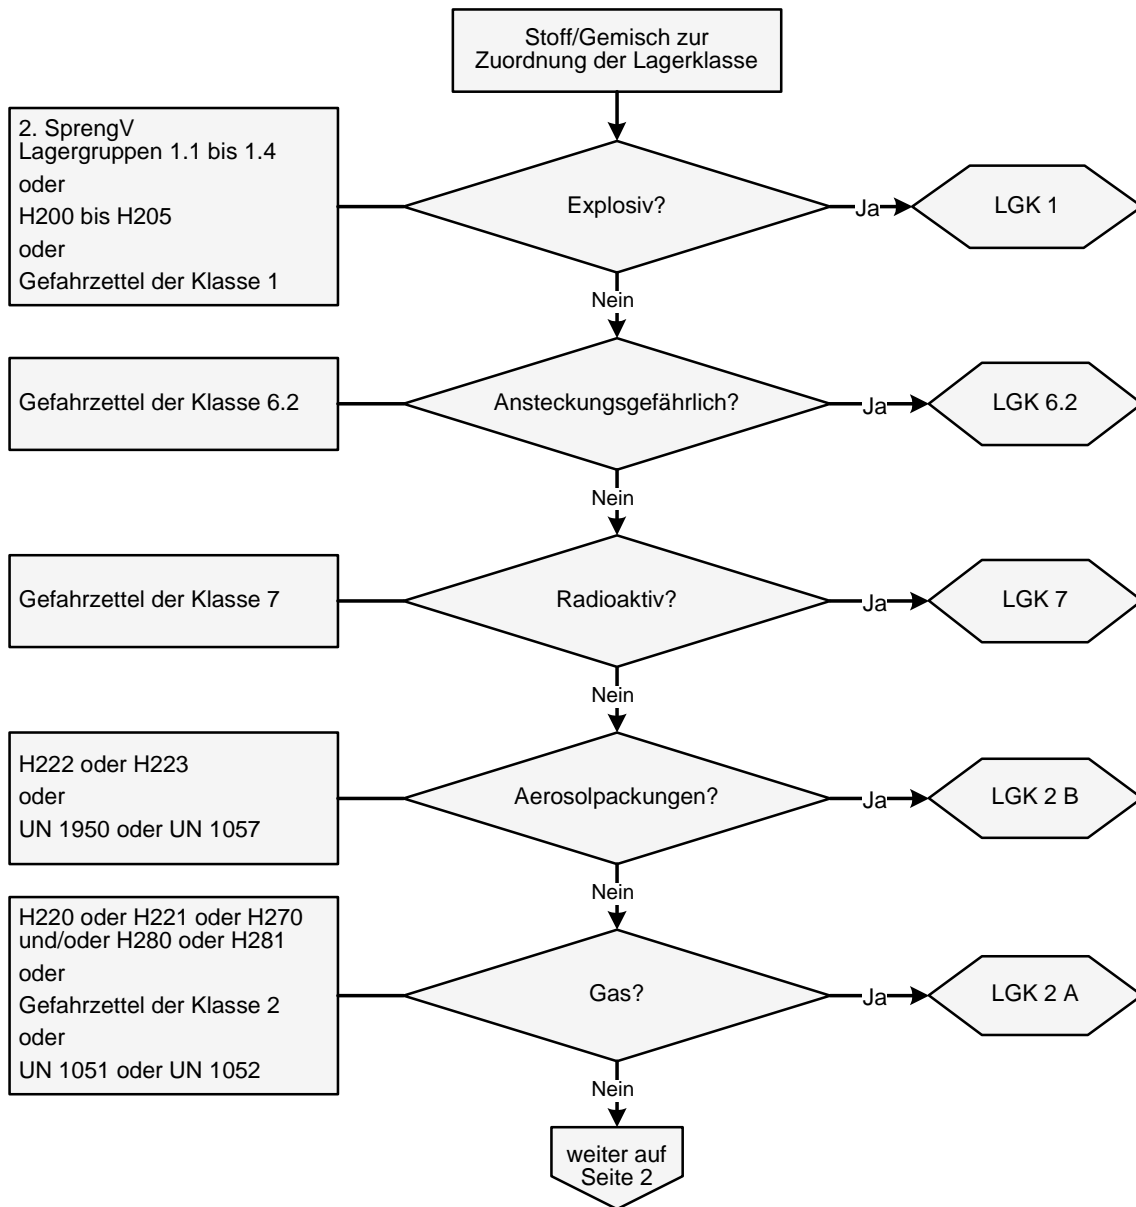 Stoff/Gemisch zur
Zuordnung der Lagerklasse
2. SprengV
Lagergruppen 1.1 bis 1.4
oder
H200 bis H205
oder
Gefahrzettel der Klasse 1
Explosiv?
Ja
LGK 1
Nein
Gefahrzettel der Klasse 6.2
Ansteckungsgefährlich?
Ja
LGK 6.2
Nein
Gefahrzettel der Klasse 7
Radioaktiv?
Ja
LGK 7
Nein
H222 oder H223
oder
UN 1950 oder UN 1057
Aerosolpackungen?
Ja
LGK 2 B
Nein
H220 oder H221 oder H270
und/oder H280 oder H281
oder
Gefahrzettel der Klasse 2
oder
UN 1051 oder UN 1052
Gas?
Ja
LGK 2 A
Nein
weiter auf
Seite 2